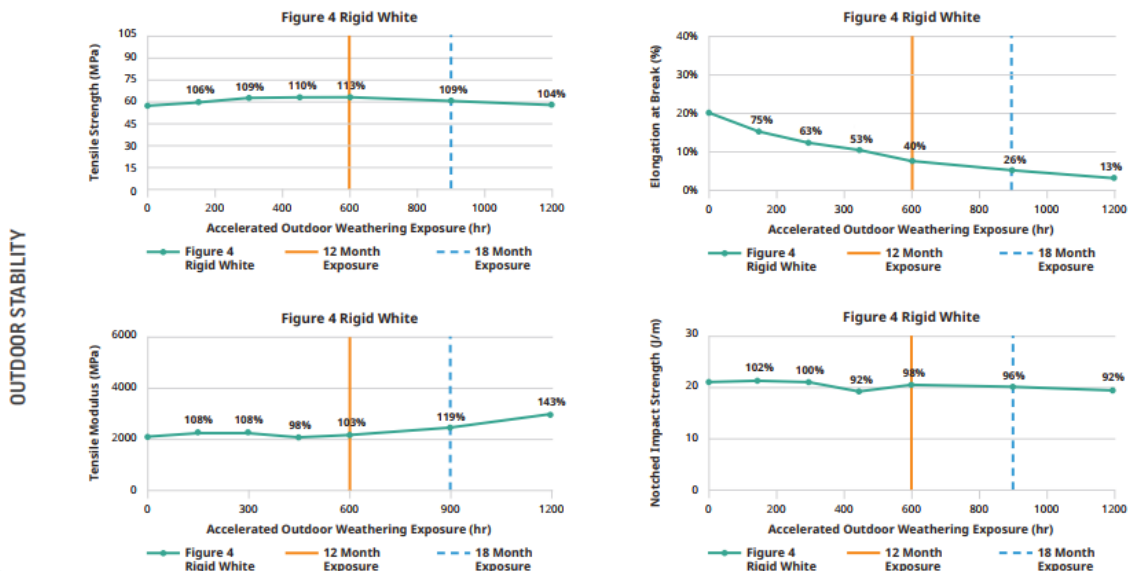 OUTDOOR STABILITY
Figure 4 Rigid White
Tensile Strength (MPa)
105
90
75
60
45
30
15
0
106%
109%
110%
113%
109%
104%
0
200
400
600
800
1000
1200
Accelerated Outdoor Weathering Exposure (hr)
Figure 4
Rigid White
12 Month
Exposure
18 Month
Exposure
Figure 4 Rigid White
Elongation at Break (%)
40%
30%
20%
10%
0%
75%
63%
53%
40%
26%
13%
0
200
400
600
800
1000
1200
Accelerated Outdoor Weathering Exposure (hr)
Figure 4
Rigid White
12 Month
Exposure
18 Month
Exposure
Figure 4 Rigid White
Tensile Modulus (MPa)
6000
4000
2000
0
108%
108%
98%
103%
119%
143%
0
300
600
900
1200
Accelerated Outdoor Weathering Exposure (hr)
Figure 4
Rigid White
12 Month
Exposure
18 Month
Exposure
Figure 4 Rigid White
Notched Impact Strength (J/m)
30
20
10
0
102%
100%
92%
98%
96%
92%
0
200
400
600
800
1000
1200
Accelerated Outdoor Weathering Exposure (hr)
Figure 4
Rigid White
12 Month
Exposure
18 Month
Exposure